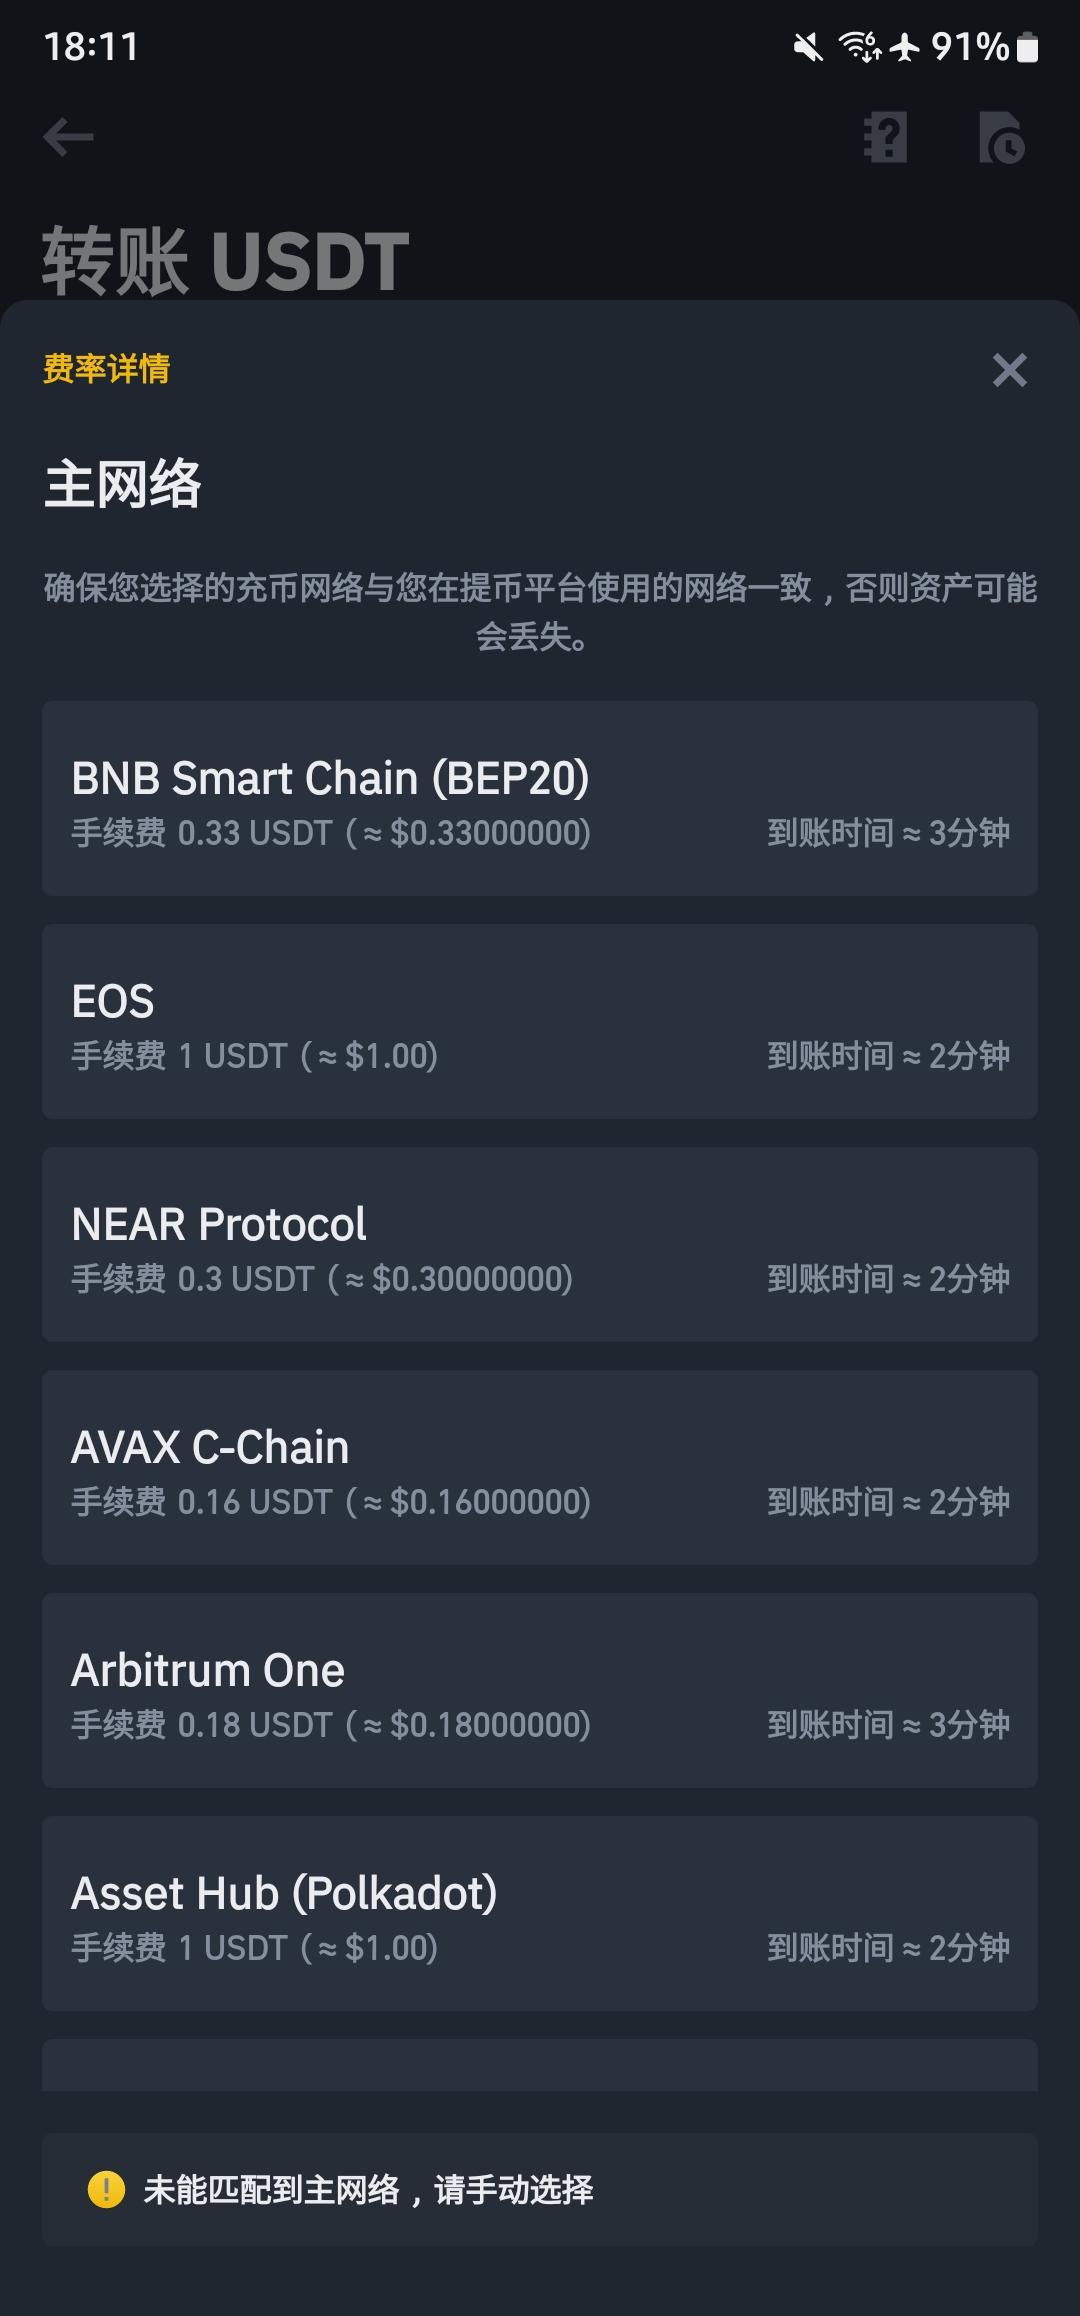 18:11
6
91%
转账 USDT
费率详情
主网络
确保您选择的充币网络与您在提币平台使用的网络一致，否则资产可能
会丢失。
BNB Smart Chain (BEP20)
手续费 0.33 USDT (≈ $0.33000000)
到账时间 ≈ 3分钟
EOS
手续费 1 USDT (≈ $1.00)
到账时间 ≈ 2分钟
NEAR Protocol
手续费 0.3 USDT (≈ $0.30000000)
到账时间 ≈ 2分钟
AVAX C-Chain
手续费 0.16 USDT (≈ $0.16000000)
到账时间 ≈ 2分钟
Arbitrum One
手续费 0.18 USDT (≈ $0.18000000)
到账时间 ≈ 3分钟
Asset Hub (Polkadot)
手续费 1 USDT (≈ $1.00)
到账时间 ≈ 2分钟
未能匹配到主网络，请手动选择